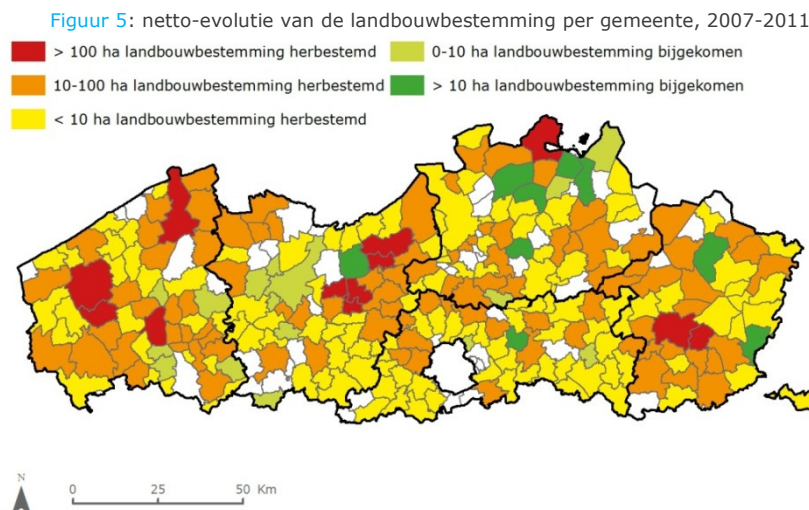 Figuur 5: netto-evolutie van de landbouwbestemming per gemeente, 2007-2011
> 100 ha landbouwbestemming herbestemd
0-10 ha landbouwbestemming bijgekomen
10-100 ha landbouwbestemming herbestemd
> 10 ha landbouwbestemming bijgekomen
< 10 ha landbouwbestemming herbestemd
N
0 25 50 Km